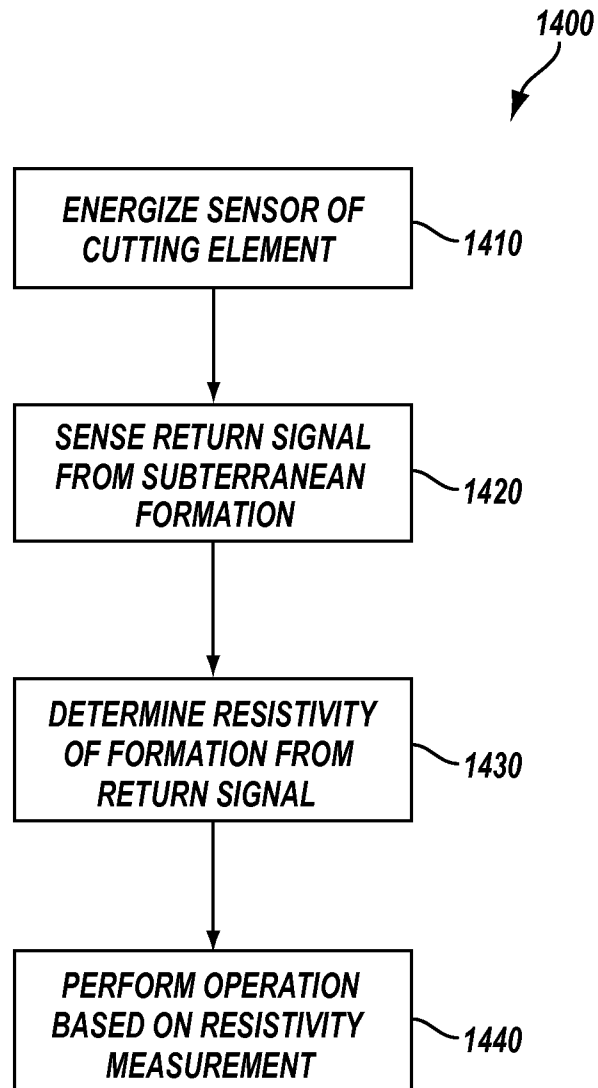 1400
ENERGIZE SENSOR OF
CUTTING ELEMENT
1410
SENSE RETURN SIGNAL
FROM SUBTERRANEAN
FORMATION
1420
DETERMINE RESISTIVITY
OF FORMATION FROM
RETURN SIGNAL
1430
PERFORM OPERATION
BASED ON RESISTIVITY
MEASUREMENT
1440